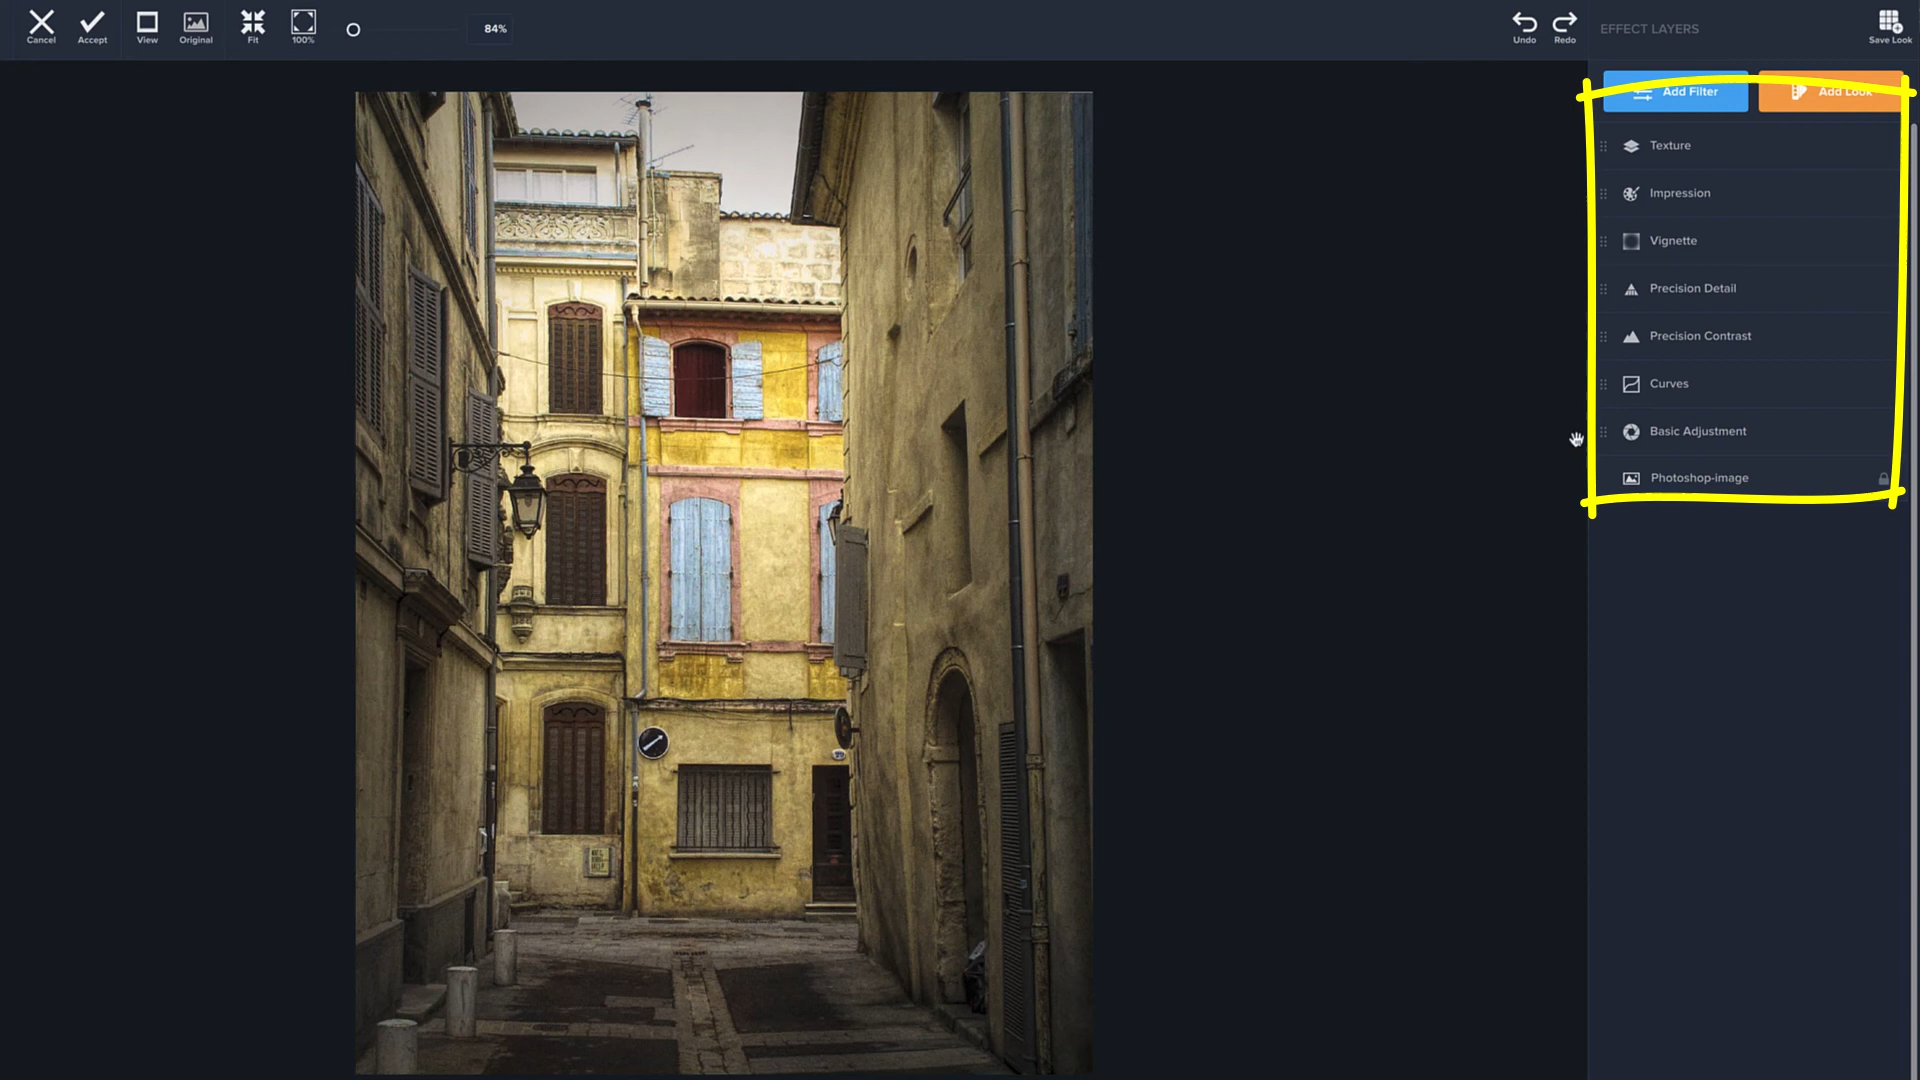 Cancel
Accept
View
Original
Fit
100%
84%
Undo
Redo
EFFECT LAYERS
Save Look
Add Filter
Add Look
Texture
Impression
Vignette
Precision Detail
Precision Contrast
Curves
Basic Adjustment
Photoshop-image